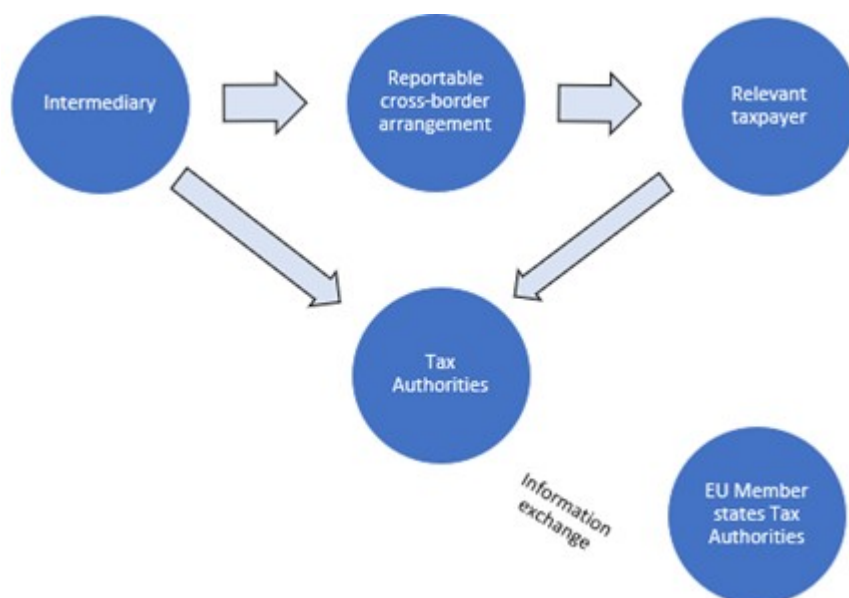 Intermediary
Reportable
cross-border
arrangement
Relevant
taxpayer
Tax
Authorities
Information
exchange
EU Member
states Tax
Authorities